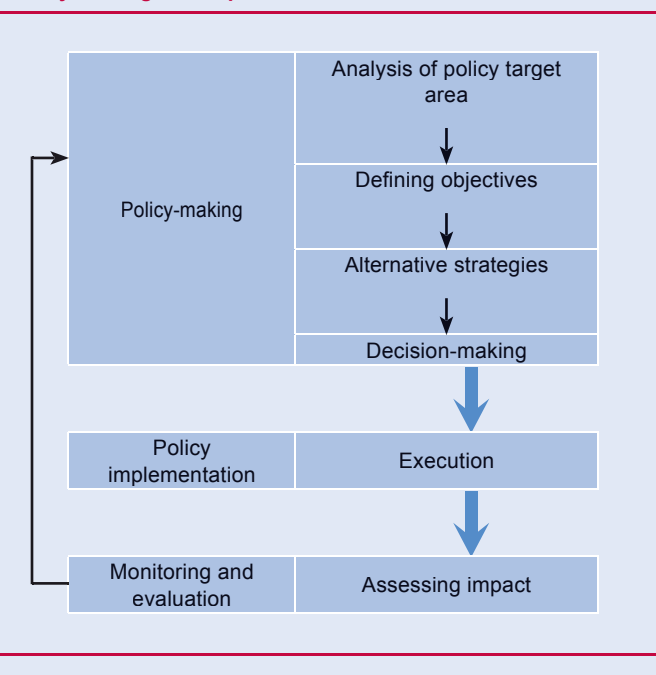 Analysis of policy target
area
Policy-making
Defining objectives
Alternative strategies
Decision-making
Policy
implementation
Execution
Monitoring and
evaluation
Assessing impact